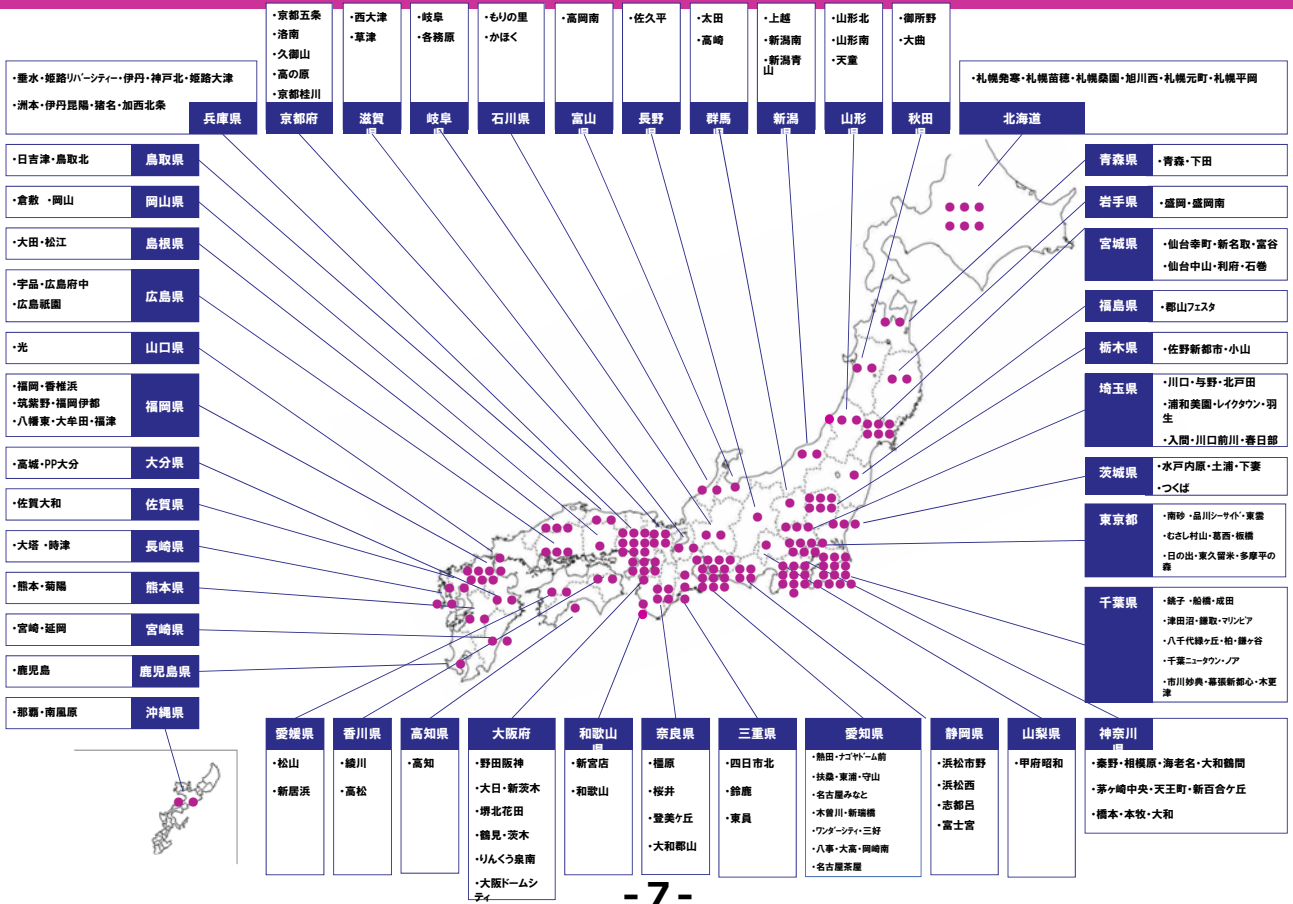 ・京都五条
・洛南
・久御山
・高の原
・京都桂川
京都府
・西大津
・草津
滋賀県
・岐阜
・各務原
岐阜県
・もりの里
・かほく
石川県
・高岡南
富山県
・佐久平
長野県
・太田
・高崎
群馬県
・上越
・新潟南
・新潟青
山
新潟県
・山形北
・山形南
・天童
山形県
・御所野
・大曲
秋田県
・垂水・姫路リバーシティー・伊丹・神戸北・姫路大津
・洲本・伊丹昆陽・猪名・加西北条
兵庫県
・札幌発寒・札幌苗穂・札幌桑園・旭川西・札幌元町・札幌平岡
北海道
・日吉津・鳥取北
鳥取県
・倉敷 ・岡山
岡山県
・大田・松江
島根県
・宇品・広島府中
・広島祇園
広島県
・光
山口県
・福岡・香椎浜
・筑紫野・福岡伊都
・八幡東・大牟田・福津
福岡県
・高城・PP大分
大分県
・佐賀大和
佐賀県
・大塔・時津
長崎県
・熊本・菊陽
熊本県
・宮崎・延岡
宮崎県
・鹿児島
鹿児島県
・那覇・南風原
沖縄県
青森県
・青森・下田
岩手県
・盛岡・盛岡南
宮城県
・仙台幸町・新名取・富谷
・仙台中山・利府・石巻
福島県
・郡山フェスタ
栃木県
・佐野新都市・小山
埼玉県
・川口・与野・北戸田
・浦和美園・レイクタウン・羽
生
・入間・川口前川・春日部
茨城県
・水戸内原・土浦・下妻
・つくば
東京都
・南砂 ・品川シーサイド・東雲
・むさし村山・葛西・板橋
・日の出・東久留米・多摩平の
森
千葉県
・銚子 ・船橋・成田
・津田沼・鎌取・マリンピア
・八千代緑ヶ丘・柏・鎌ヶ谷
・千葉ニュータウン・ノア
・市川妙典・幕張新都心・木更
津
愛媛県
・松山
・新居浜
香川県
・綾川
・高松
高知県
・高知
大阪府
・野田阪神
・大日・新茨木
・堺北花田
・鶴見・茨木
・りんくう泉南
・大阪ドームシ
ティ
和歌山県
・新宮店
・和歌山
奈良県
・橿原
・桜井
・登美ケ丘
・大和郡山
三重県
・四日市北
・鈴鹿
・東員
愛知県
・熱田・ナゴヤドーム前
・扶桑・東浦・守山
・名古屋みなと
・木曽川・新瑞橋
・ワンダーシティ・三好
・八事・大高・岡崎南
・名古屋茶屋
静岡県
・浜松市野
・浜松西
・志都呂
・富士宮
山梨県
・甲府昭和
神奈川
県
・秦野・相模原・海老名・大和鶴間
・茅ヶ崎中央・天王町・新百合ケ丘
・橋本・本牧・大和
-7-